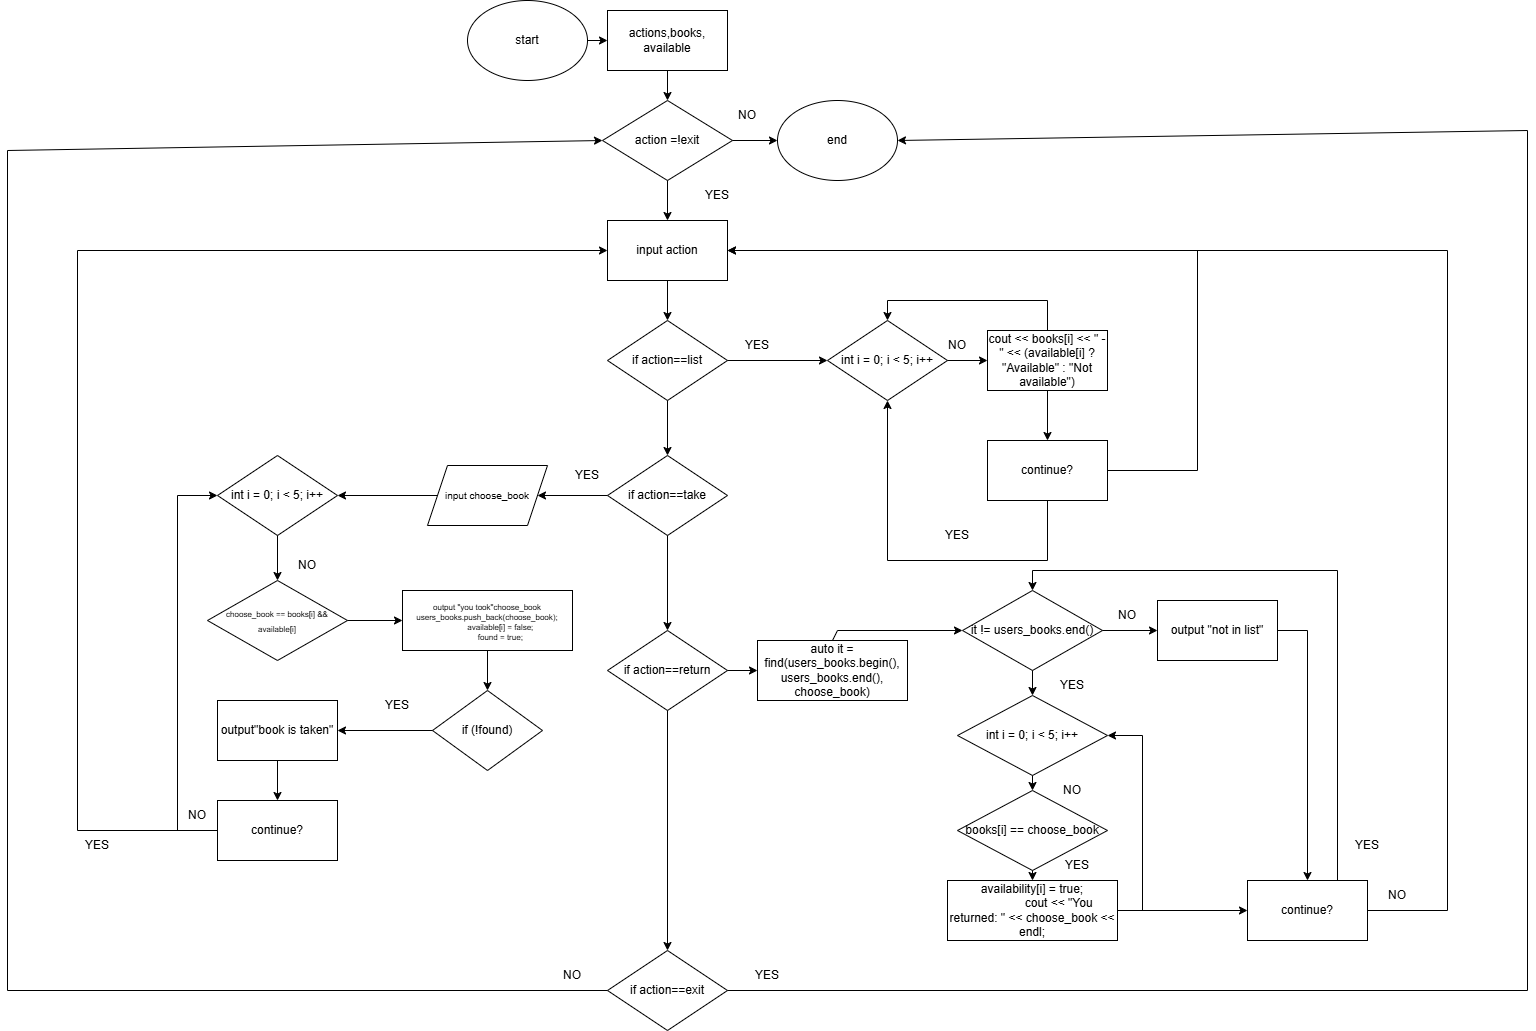 start
actions,books,
available
action =!exit
NO
end
YES
input action
if action==list
YES
int i = 0; i < 5; i++
NO
cout << books[i] << " -
" << (available[i] ?
"Available" : "Not
available")
continue?
YES
if action==take
YES
input choose_book
int i = 0; i < 5; i++
NO
choose_book == books[i] &&
available[i]
output "you took"choose_book
users_books.push_back(choose_book);
available[i] = false;
found = true;
if (!found)
YES
output"book is taken"
continue?
NO
YES
if action==return
auto it =
find(users_books.begin(),
users_books.end(),
choose_book)
it != users_books.end()
NO
output "not in list"
YES
int i = 0; i < 5; i++
NO
books[i] == choose_book
YES
availability[i] = true;
cout << "You
returned: " << choose_book <<
endl;
continue?
YES
NO
if action==exit
NO
YES